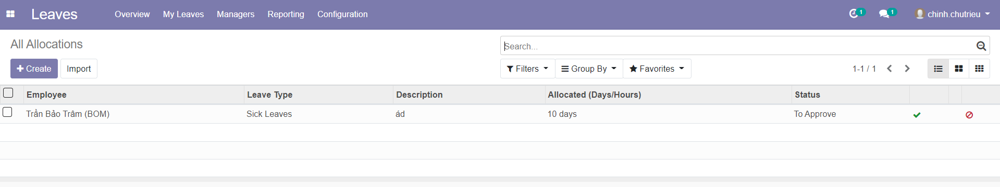 Leaves Overview My Leaves Managers Reporting Configuration 1 1 chinh.chutrieu
All Allocations
Search...
Create Import Filters Group By Favorites 1-1 / 1
Employee Leave Type Description Allocated (Days/Hours) Status
Trần Bảo Trâm (BOM) Sick Leaves ád 10 days To Approve